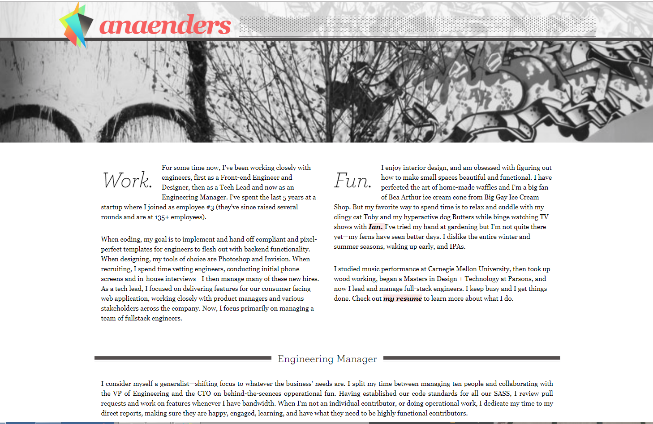 anaenders
Work.
For some time now, I've been working closely with
engineers, first as a Front-end Engineer and
Designer, then as a Tech Lead and now as an
Engineering Manager. I've spent the last 5 years at a
startup where I joined as employee #3 (they've since raised several
rounds and are at 135+ employees).
When coding, my goal is to implement and hand off compliant and pixel-
perfect templates for engineers to flesh out with backend functionality.
When designing, my tools of choice are Photoshop and Invision. When
recruiting, I spend time vetting engineers, conducting initial phone
screens and in-house interviews - I then manage many of these new hires.
As a tech lead, I focused on delivering features for our consumer facing
web application, working closely with product managers and various
stakeholders across the company. Now, I focus primarily on managing a
team of fullstack engineers.
Fun.
I enjoy interior design, and am obsessed with figuring out
how to make small spaces beautiful and functional. I have
perfected the art of home-made waffles and I'm a big fan
of Bea Arthur ice cream cone from Big Gay Ice Cream
Shop. But my favorite way to spend time is to relax and cuddle with my
clingy cat Toby and my hyperactive dog Butters while binge watching TV
shows with Ian. I've tried my hand at gardening but I'm not quite there
yet—my ferns have seen better days. I dislike the entire winter and
summer seasons, waking up early, and IPAs.
I studied music performance at Carnegie Mellon University, then took up
wood working, began a Masters in Design + Technology at Parsons, and
now I lead and manage full-stack engineers. I keep busy and I get things
done. Check out my resume to learn more about what I do.
Engineering Manager
I consider myself a generalist—shifting focus to whatever the business' needs are. I split my time between managing ten people and collaborating with
the VP of Engineering and the CTO on behind-the-scences opperational fun. Having established our code standards for all our SASS, I review pull
requests and work on features whenever I have bandwidth. When I'm not an individual contributor, or doing operational work, I dedicate my time to my
direct reports, making sure they are happy, engaged, learning, and have what they need to be highly functional contributors.